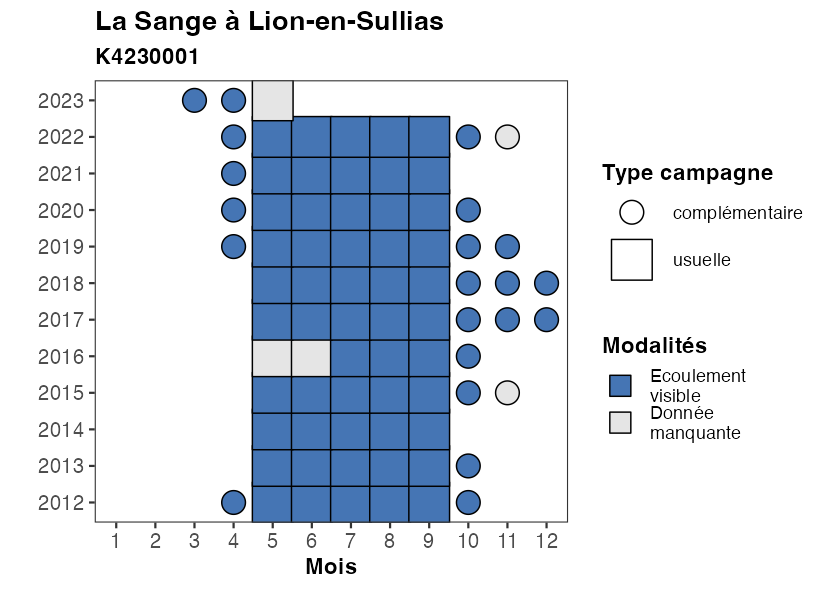 La Sange à Lion-en-Sullias
K4230001
2023
2022
2021
2020
2019
2018
2017
2016
2015
2014
2013
2012
1 2 3 4 5 6 7 8 9 10 11 12
Mois
Type campagne
complémentaire
usuelle
Modalités
Ecoulement
visible
Donnée
manquante